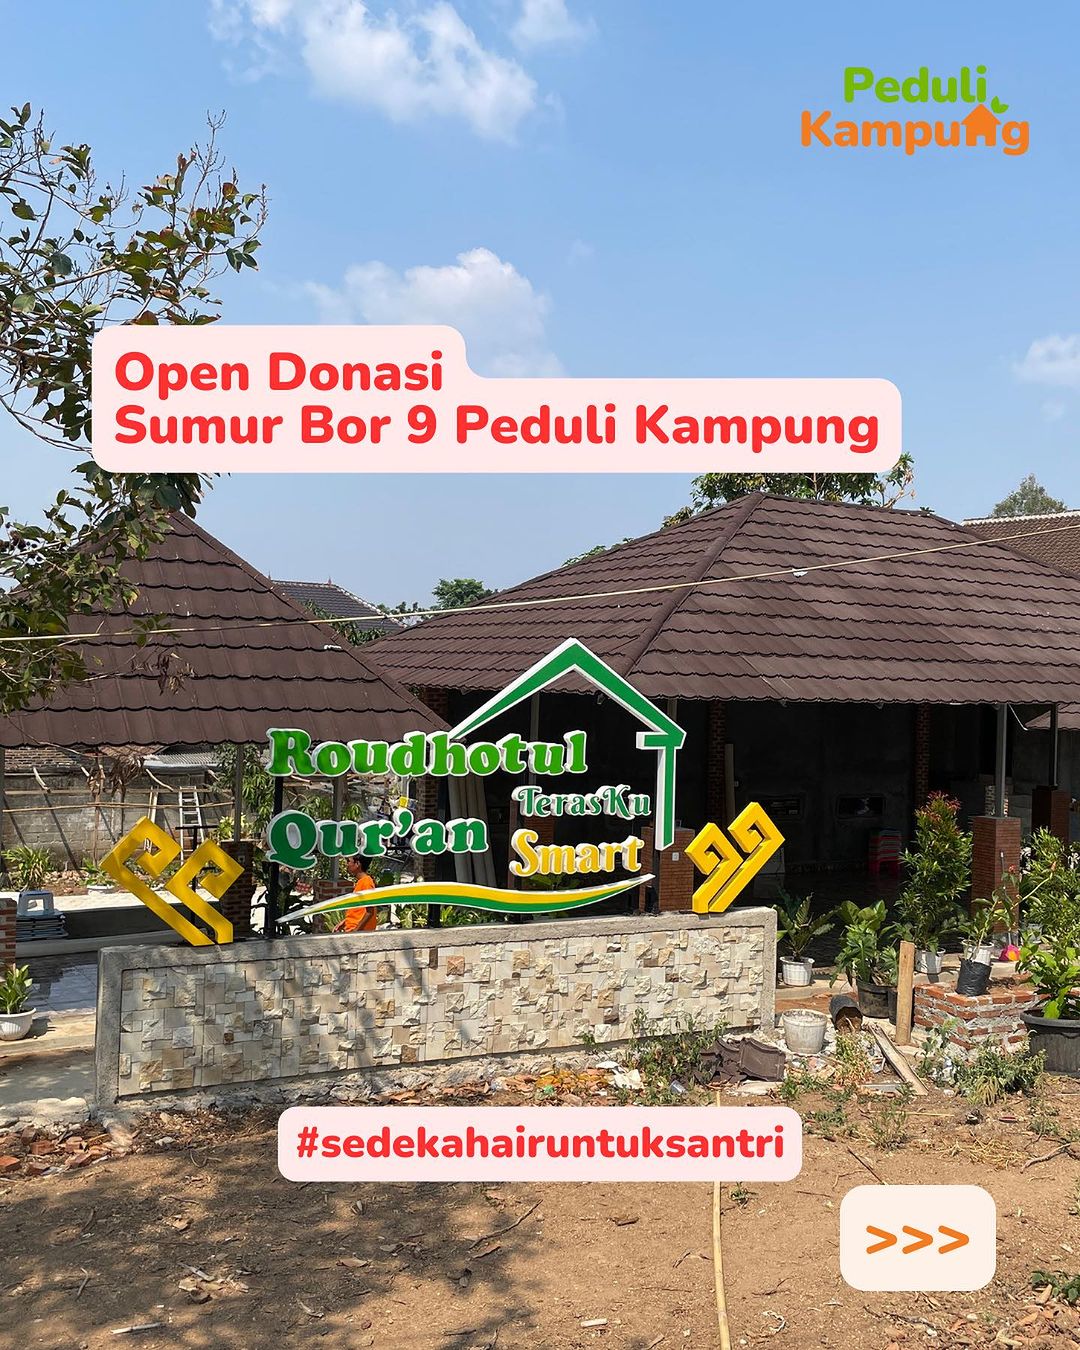 Peduli
Kampung
Open Donasi
Sumur Bor 9 Peduli Kampung
Roudhotul
Qur'an
TerasKu
Smart
#sedekahairuntuksantri
>>>